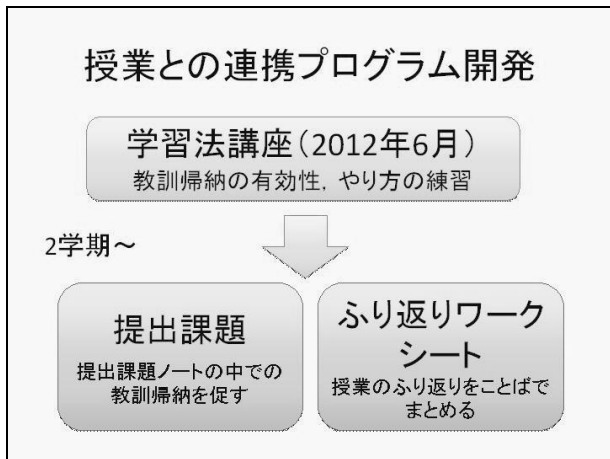 授業との連携プログラム開発
学習法講座(2012年6月)
教訓帰納の有効性，やり方の練習
2学期～
提出課題
提出課題ノートの中での
教訓帰納を促す
ふり返りワーク
シート
授業のふり返りをことばで
まとめる